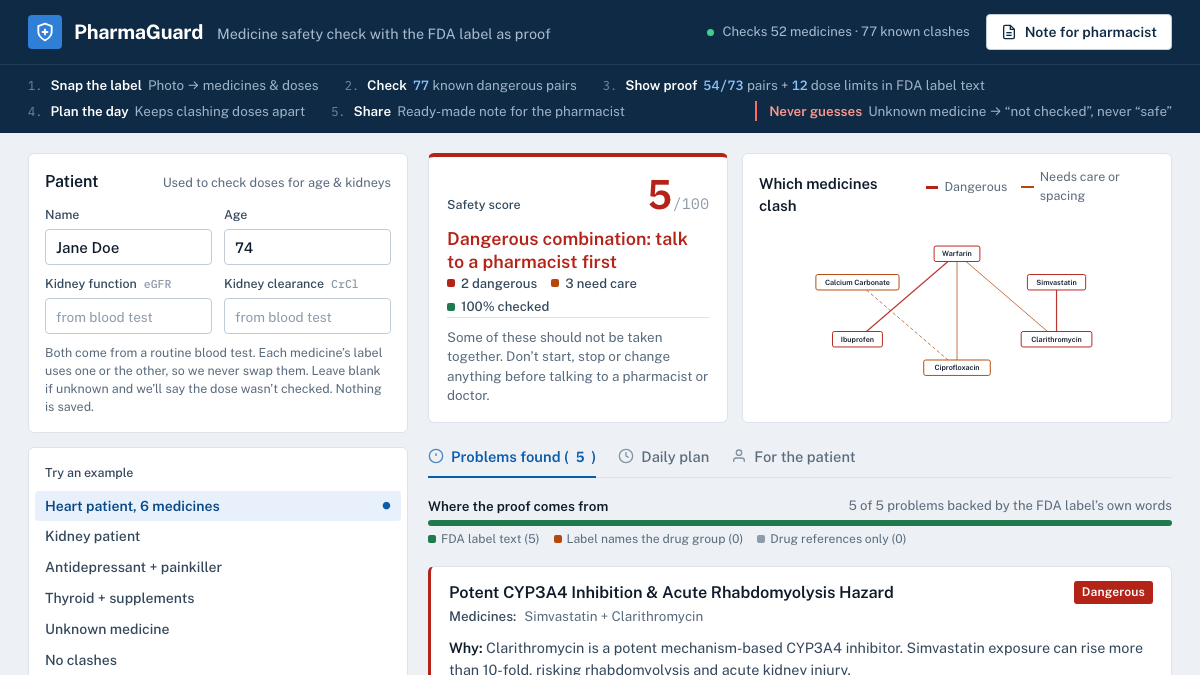 PharmaGuard
Medicine safety check with the FDA label as proof
Checks 52 medicines · 77 known clashes
Note for pharmacist
1. Snap the label Photo → medicines & doses
2. Check 77 known dangerous pairs
3. Show proof 54/73 pairs + 12 dose limits in FDA label text
4. Plan the day Keeps clashing doses apart
5. Share Ready-made note for the pharmacist
Never guesses Unknown medicine → “not checked”, never “safe”
Patient
Used to check doses for age & kidneys
Name
Age
Jane Doe
74
Kidney function eGFR
Kidney clearance CrCl
from blood test
from blood test
Both come from a routine blood test. Each medicine’s label
uses one or the other, so we never swap them. Leave blank
if unknown and we’ll say the dose wasn’t checked. Nothing
is saved.
Try an example
Heart patient, 6 medicines
Kidney patient
Antidepressant + painkiller
Thyroid + supplements
Unknown medicine
No clashes
Safety score
5/100
Dangerous combination: talk
to a pharmacist first
2 dangerous
3 need care
100% checked
Some of these should not be taken
together. Don’t start, stop or change
anything before talking to a pharmacist or
doctor.
Which medicines
clash
Dangerous
Needs care or
spacing
Warfarin
Calcium Carbonate
Simvastatin
Ibuprofen
Clarithromycin
Ciprofloxacin
Problems found ( 5 )
Daily plan
For the patient
Where the proof comes from
5 of 5 problems backed by the FDA label’s own words
FDA label text (5)
Label names the drug group (0)
Drug references only (0)
Potent CYP3A4 Inhibition & Acute Rhabdomyolysis Hazard
Dangerous
Medicines: Simvastatin + Clarithromycin
Why: Clarithromycin is a potent mechanism-based CYP3A4 inhibitor. Simvastatin exposure can rise more
than 10-fold, risking rhabdomyolysis and acute kidney injury.